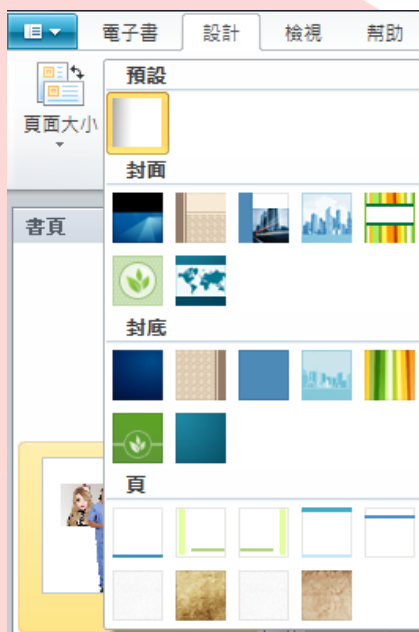 電子書 設計 檢視 幫助
頁面大小
預設
封面
書頁
封底
頁